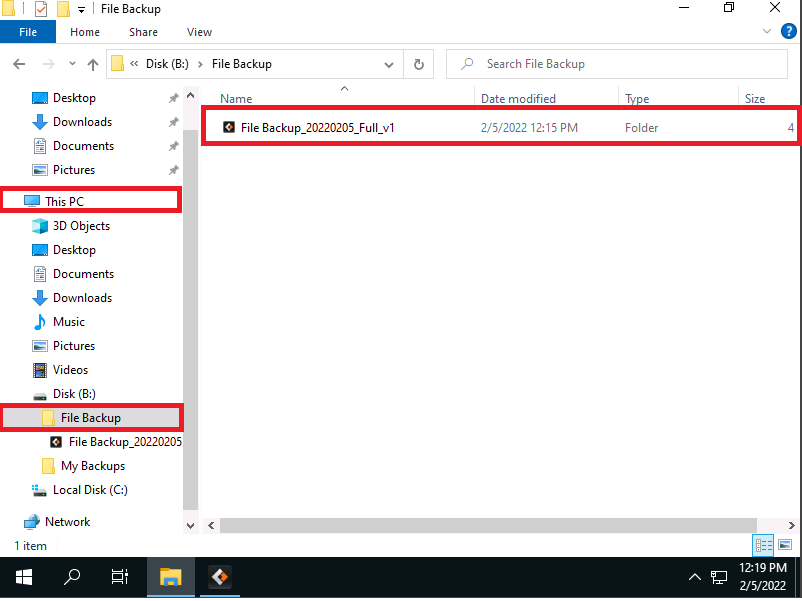 File Backup
File Home Share View
Disk (B:) File Backup Search File Backup
Desktop
Downloads
Documents
Pictures
This PC
3D Objects
Desktop
Documents
Downloads
Music
Pictures
Videos
Disk (B:)
File Backup
File Backup_20220205
My Backups
Local Disk (C:)
Network
Name Date modified Type Size
File Backup_20220205_Full_v1 2/5/2022 12:15 PM Folder 4
1 item
12:19 PM
2/5/2022